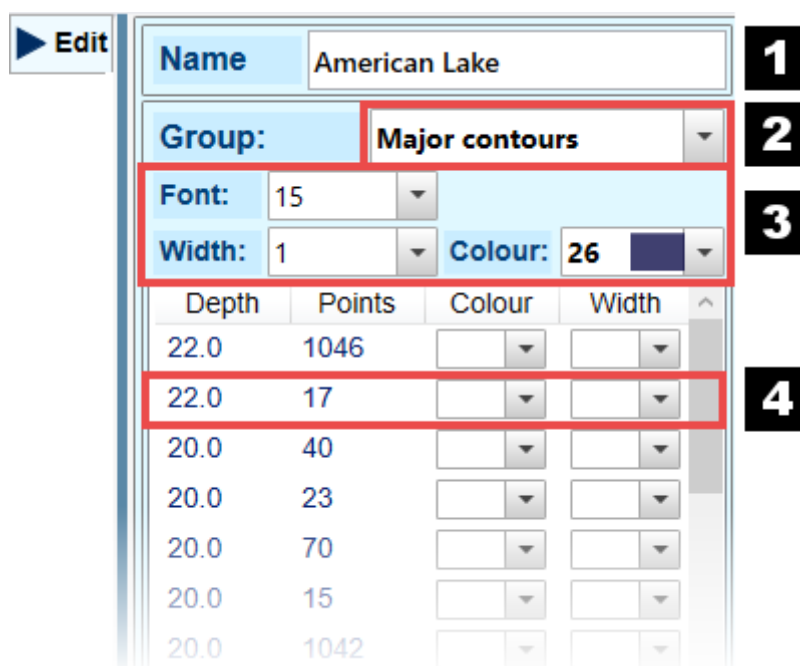 Edit
Name American Lake 1
Group: Major contours 2
Font: 15
3
Width: 1 Colour: 26
Depth Points Colour Width
22.0 1046
22.0 17 4
20.0 40
20.0 23
20.0 70
20.0 15
20.0 1042